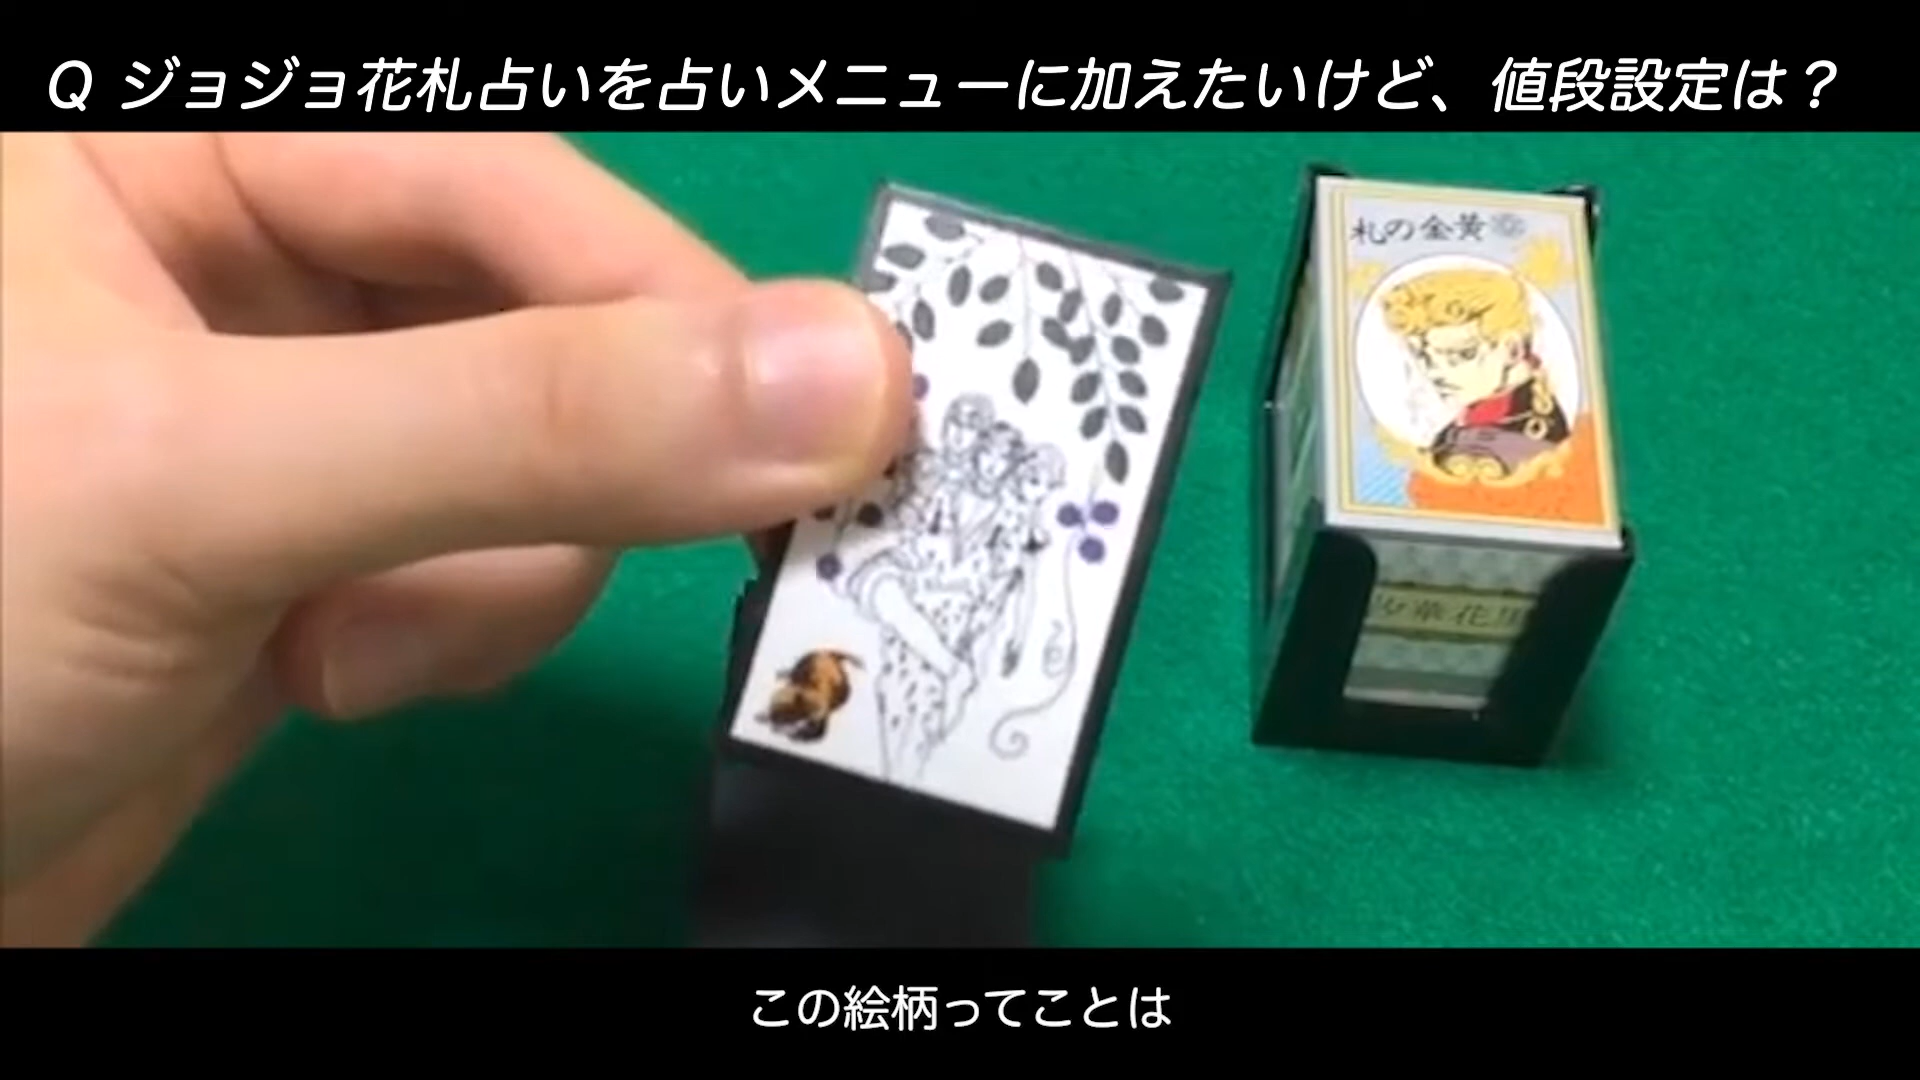 Q ジョジョ花札占いを占いメニューに加えたいけど、値段設定は？
札の金黄
この絵柄ってことは